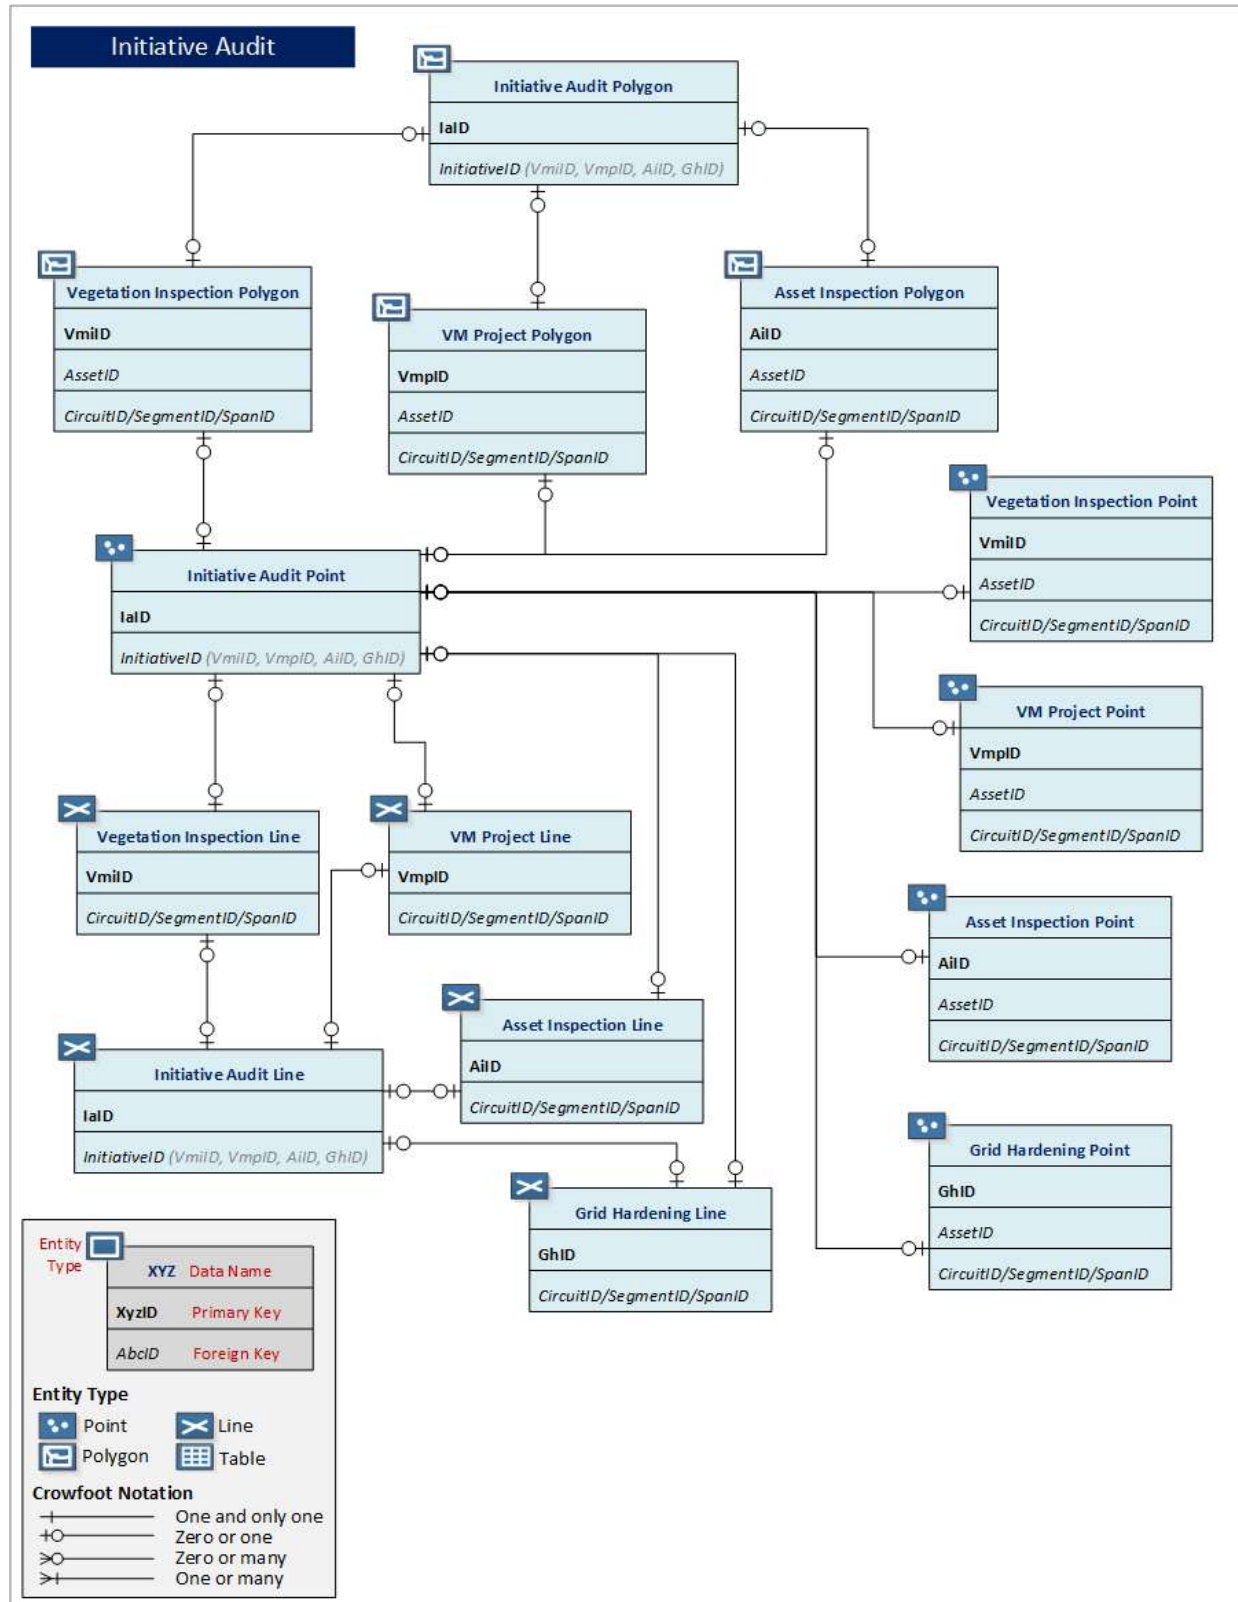 Initiative Audit
Initiative Audit Polygon
IaID
InitiativeID (VmiID, VmpID, AiID, GhID)
Vegetation Inspection Polygon
VmiID
AssetID
CircuitID/SegmentID/SpanID
VM Project Polygon
VmpID
AssetID
CircuitID/SegmentID/SpanID
Asset Inspection Polygon
AiID
AssetID
CircuitID/SegmentID/SpanID
Vegetation Inspection Point
VmiID
AssetID
CircuitID/SegmentID/SpanID
Initiative Audit Point
IaID
InitiativeID (VmiID, VmpID, AiID, GhID)
VM Project Point
VmpID
AssetID
CircuitID/SegmentID/SpanID
Vegetation Inspection Line
VmiID
CircuitID/SegmentID/SpanID
VM Project Line
VmpID
CircuitID/SegmentID/SpanID
Asset Inspection Point
AiID
AssetID
CircuitID/SegmentID/SpanID
Asset Inspection Line
AiID
CircuitID/SegmentID/SpanID
Initiative Audit Line
IaID
InitiativeID (VmiID, VmpID, AiID, GhID)
Grid Hardening Point
GhID
AssetID
CircuitID/SegmentID/SpanID
Grid Hardening Line
GhID
CircuitID/SegmentID/SpanID
Entity
Type
XYZ Data Name
XyzID Primary Key
AbcID Foreign Key
Entity Type
Point Line
Polygon Table
Crowfoot Notation
One and only one
Zero or one
Zero or many
One or many